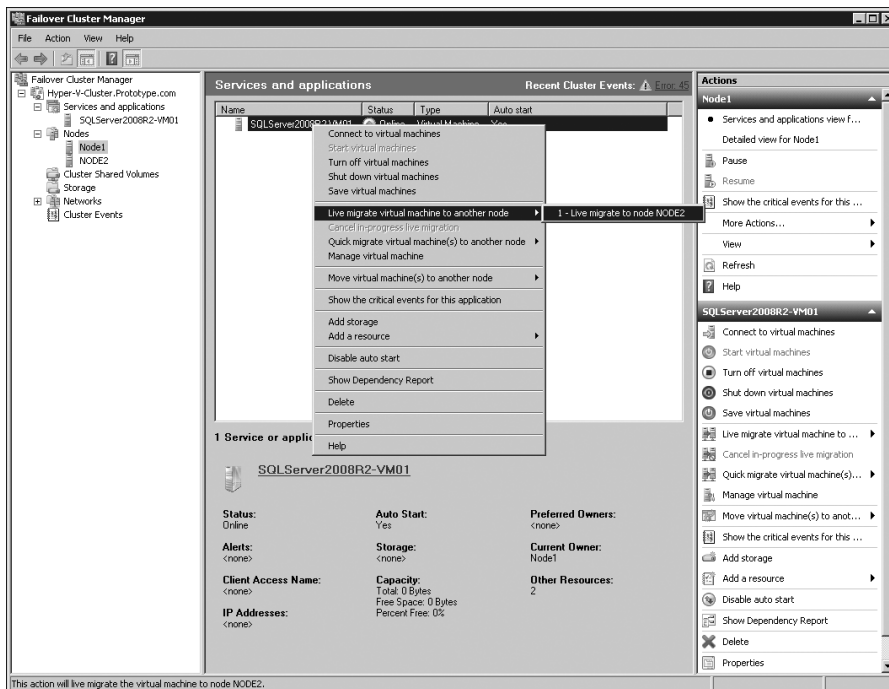 Failover Cluster Manager
File Action View Help
Failover Cluster Manager
Hyper-V-Cluster.Prototype.com
Services and applications
SQLServer2008R2-VM01
Nodes
Node1
NODE2
Cluster Shared Volumes
Storage
Networks
Cluster Events
Services and applications
Recent Cluster Events: Error: 45
Name Status Type Auto start
SQLServer2008R2-VM01 Online Virtual Machine Yes
Connect to virtual machines
Start virtual machines
Turn off virtual machines
Shut down virtual machines
Save virtual machines
Live migrate virtual machine to another node
1 - Live migrate to node NODE2
Cancel in-progress live migration
Quick migrate virtual machine(s) to another node
Manage virtual machine
Move virtual machine(s) to another node
Show the critical events for this application
Add storage
Add a resource
Disable auto start
Show Dependency Report
Delete
Properties
Help
1 Service or applic
SQLServer2008R2-VM01
Status: Auto Start: Preferred Owners:
Online Yes <none>
Alerts: Storage: Current Owner:
<none> <none> Node1
Client Access Name: Capacity: Other Resources:
<none> Total: 0 Bytes 2
Free Space: 0 Bytes
IP Addresses: Percent Free: 0%
<none>
Actions
Node1
Services and applications view f...
Detailed view for Node1
Pause
Resume
Show the critical events for this ...
More Actions...
View
Refresh
Help
SQLServer2008R2-VM01
Connect to virtual machines
Start virtual machines
Turn off virtual machines
Shut down virtual machines
Save virtual machines
Live migrate virtual machine to ...
Cancel in-progress live migration
Quick migrate virtual machine(s)...
Manage virtual machine
Move virtual machine(s) to anot...
Show the critical events for this ...
Add storage
Add a resource
Disable auto start
Show Dependency Report
Delete
Properties
This action will live migrate the virtual machine to node NODE2.